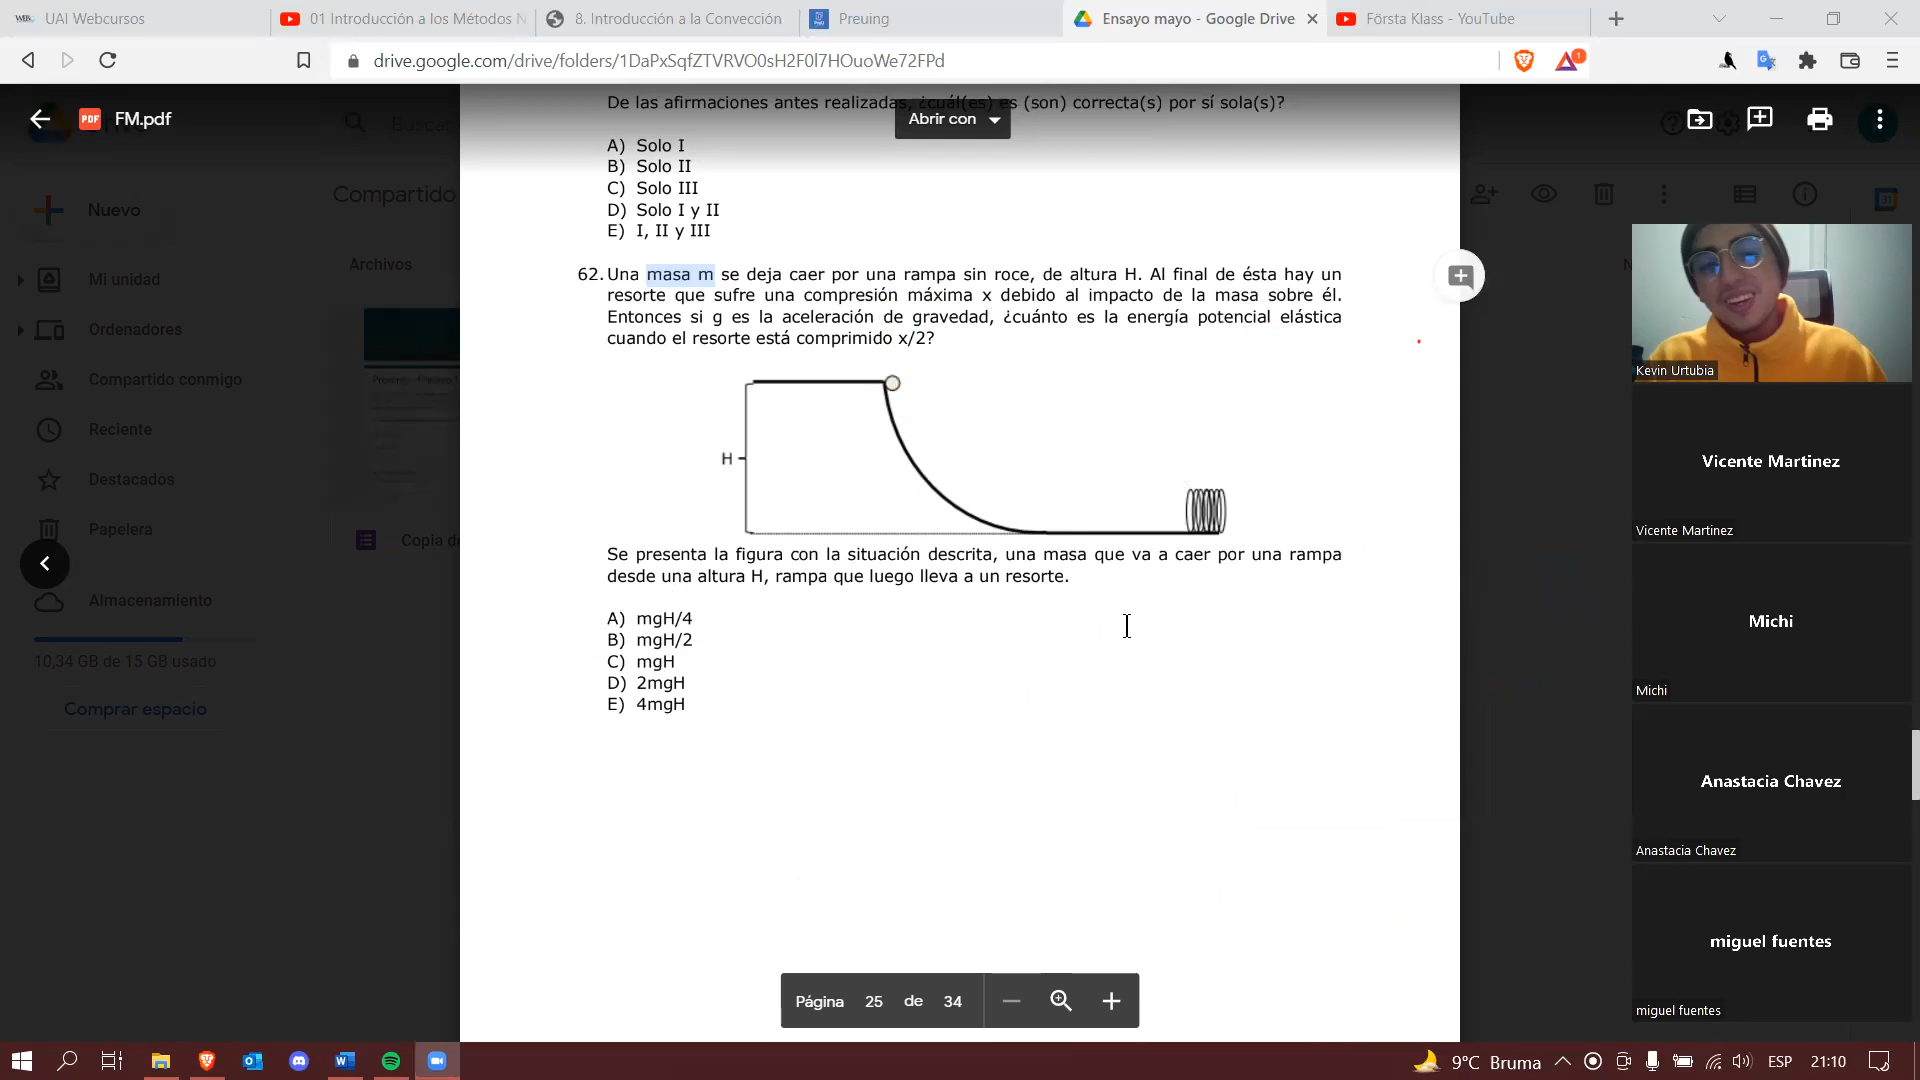 UAI Webcursos
01 Introducción a los Métodos N
8. Introducción a la Convección
Preuing
Ensayo mayo - Google Drive
Första Klass - YouTube
drive.google.com/drive/folders/1DaPxSqfZTVRVO0sH2F0l7HOuoWe72FPd
1
FM.pdf
Buscar
Abrir con
De las afirmaciones antes realizadas, ¿cuál(es) es (son) correcta(s) por sí sola(s)?
A) Solo I
B) Solo II
C) Solo III
D) Solo I y II
E) I, II y III
62. Una masa m se deja caer por una rampa sin roce, de altura H. Al final de ésta hay un
resorte que sufre una compresión máxima x debido al impacto de la masa sobre él.
Entonces si g es la aceleración de gravedad, ¿cuánto es la energía potencial elástica
cuando el resorte está comprimido x/2?
H
Se presenta la figura con la situación descrita, una masa que va a caer por una rampa
desde una altura H, rampa que luego lleva a un resorte.
A) mgH/4
B) mgH/2
C) mgH
D) 2mgH
E) 4mgH
Página 25 de 34
Nuevo
Compartido
Archivos
Mi unidad
Ordenadores
Compartido conmigo
Reciente
Destacados
Papelera
Copia de
Almacenamiento
10,34 GB de 15 GB usado
Comprar espacio
31
Kevin Urtubia
Vicente Martinez
Vicente Martinez
Michi
Michi
Anastacia Chavez
Anastacia Chavez
miguel fuentes
miguel fuentes
9°C Bruma
ESP
21:10